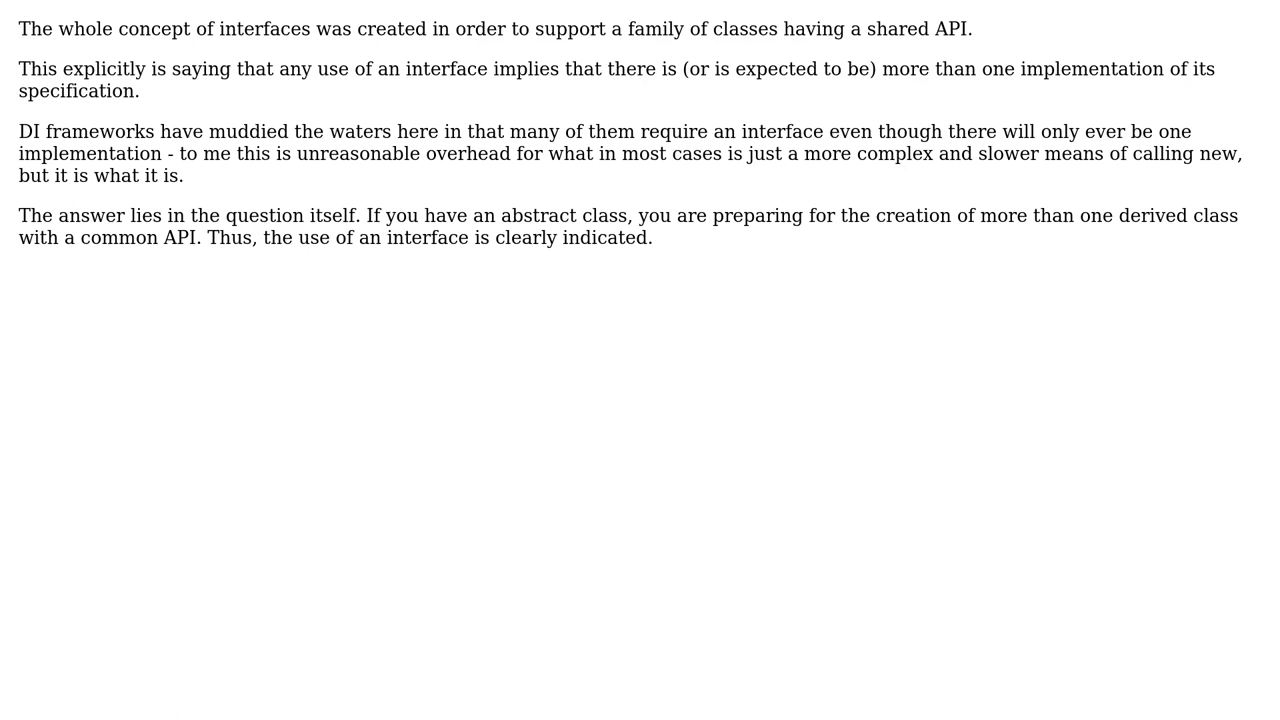 The whole concept of interfaces was created in order to support a family of classes having a shared API.
This explicitly is saying that any use of an interface implies that there is (or is expected to be) more than one implementation of its
specification.
DI frameworks have muddied the waters here in that many of them require an interface even though there will only ever be one
implementation - to me this is unreasonable overhead for what in most cases is just a more complex and slower means of calling new,
but it is what it is.
The answer lies in the question itself. If you have an abstract class, you are preparing for the creation of more than one derived class
with a common API. Thus, the use of an interface is clearly indicated.